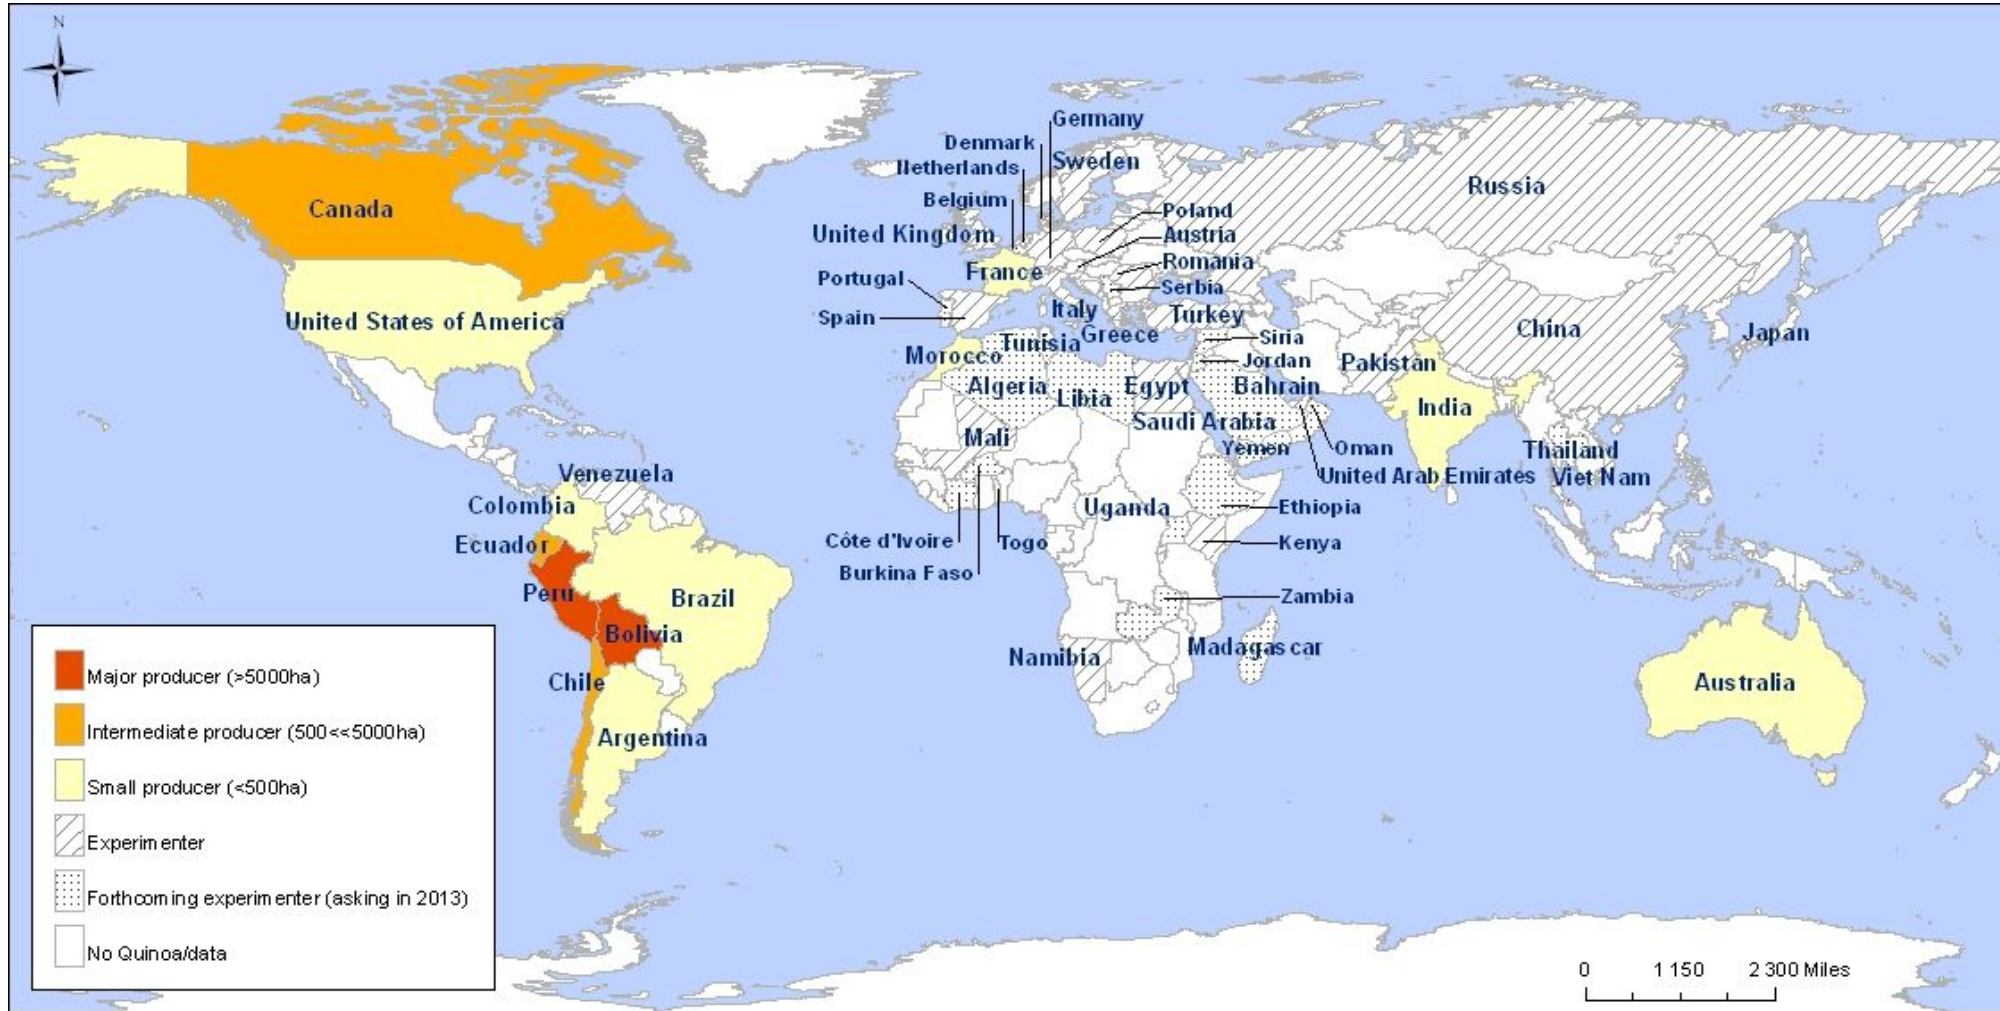 N
Germany
Denmark
Sweden
Netherlands
Russia
Belgium
Canada
Poland
United Kingdom
Austria
Romania
France
Portugal
Serbia
Italy
Spain
Turkey
United States of America
China
Greece
Siria
Japan
Tunisia
Morocco
Jordan
Pakistan
Algeria
Egypt
Bahrain
Libia
India
Saudi Arabia
Mali
Yemen
Oman
Thailand
Venezuela
United Arab Emirates
Viet Nam
Colombia
Uganda
Ethiopia
Ecuador
Côte d'Ivoire
Togo
Kenya
Burkina Faso
Peru
Brazil
Zambia
Bolivia
Madagascar
Namibia
Chile
Australia
Argentina
Major producer (>5000ha)
Intermediate producer (500<<5000ha)
Small producer (<500ha)
Experimenter
Forthcoming experimenter (asking in 2013)
No Quinoa/data
0 1 150 2 300 Miles